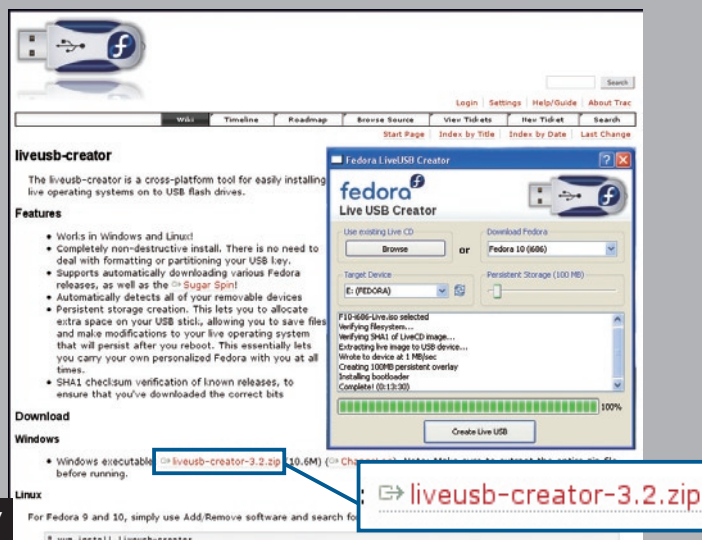 Search
Login | Settings | Help/Guide | About Trac
Wiki Timeline Roadmap Browse Source View Tickets New Ticket Search
Start Page | Index by Title | Index by Date | Last Change
liveusb-creator
The liveusb-creator is a cross-platform tool for easily installing
live operating systems on to USB flash drives.
Features
• Works in Windows and Linux!
• Completely non-destructive install. There is no need to
deal with formatting or partitioning your USB key.
• Supports automatically downloading various Fedora
releases, as well as the Sugar Spin!
• Automatically detects all of your removable devices
• Persistent storage creation. This lets you to allocate
extra space on your USB stick, allowing you to save files
and make modifications to your live operating system
that will persist after you reboot. This essentially lets
you carry your own personalized Fedora with you at all
times.
• SHA1 checksum verification of known releases, to
ensure that you've downloaded the correct bits
Fedora LiveUSB Creator
fedora
Live USB Creator
Use existing Live CD
Browse
or
Download Fedora
Fedora 10 (i686)
Target Device
E: (FEDORA)
Persistent Storage (100 MB)
F10-i686-Live.iso selected
Verifying filesystem...
Verifying SHA1 of LiveCD image...
Extracting live image to USB device...
Wrote to device at 1 MB/sec
Creating 100MB persistent overlay
Installing bootloader
Complete! (0:13:30)
100%
Create Live USB
Download
Windows
• Windows executable liveusb-creator-3.2.zip (10.6M)
before running.
liveusb-creator-3.2.zip
Linux
For Fedora 9 and 10, simply use Add/Remove software and search